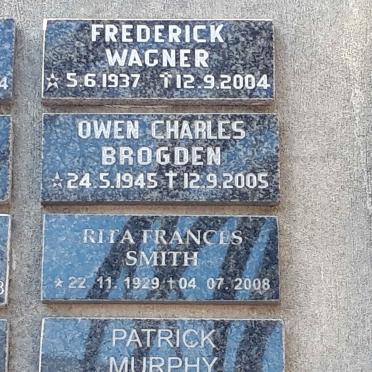 FREDERICK
WAGNER
☆ 5.6.1937 †12.9.2004
OWEN CHARLES
BROGDEN
☆ 24.5.1945 † 12.9.2005
RITA FRANCES
SMITH
★ 22. 11. 1929 †04. 07. 2008
PATRICK
MURPHY